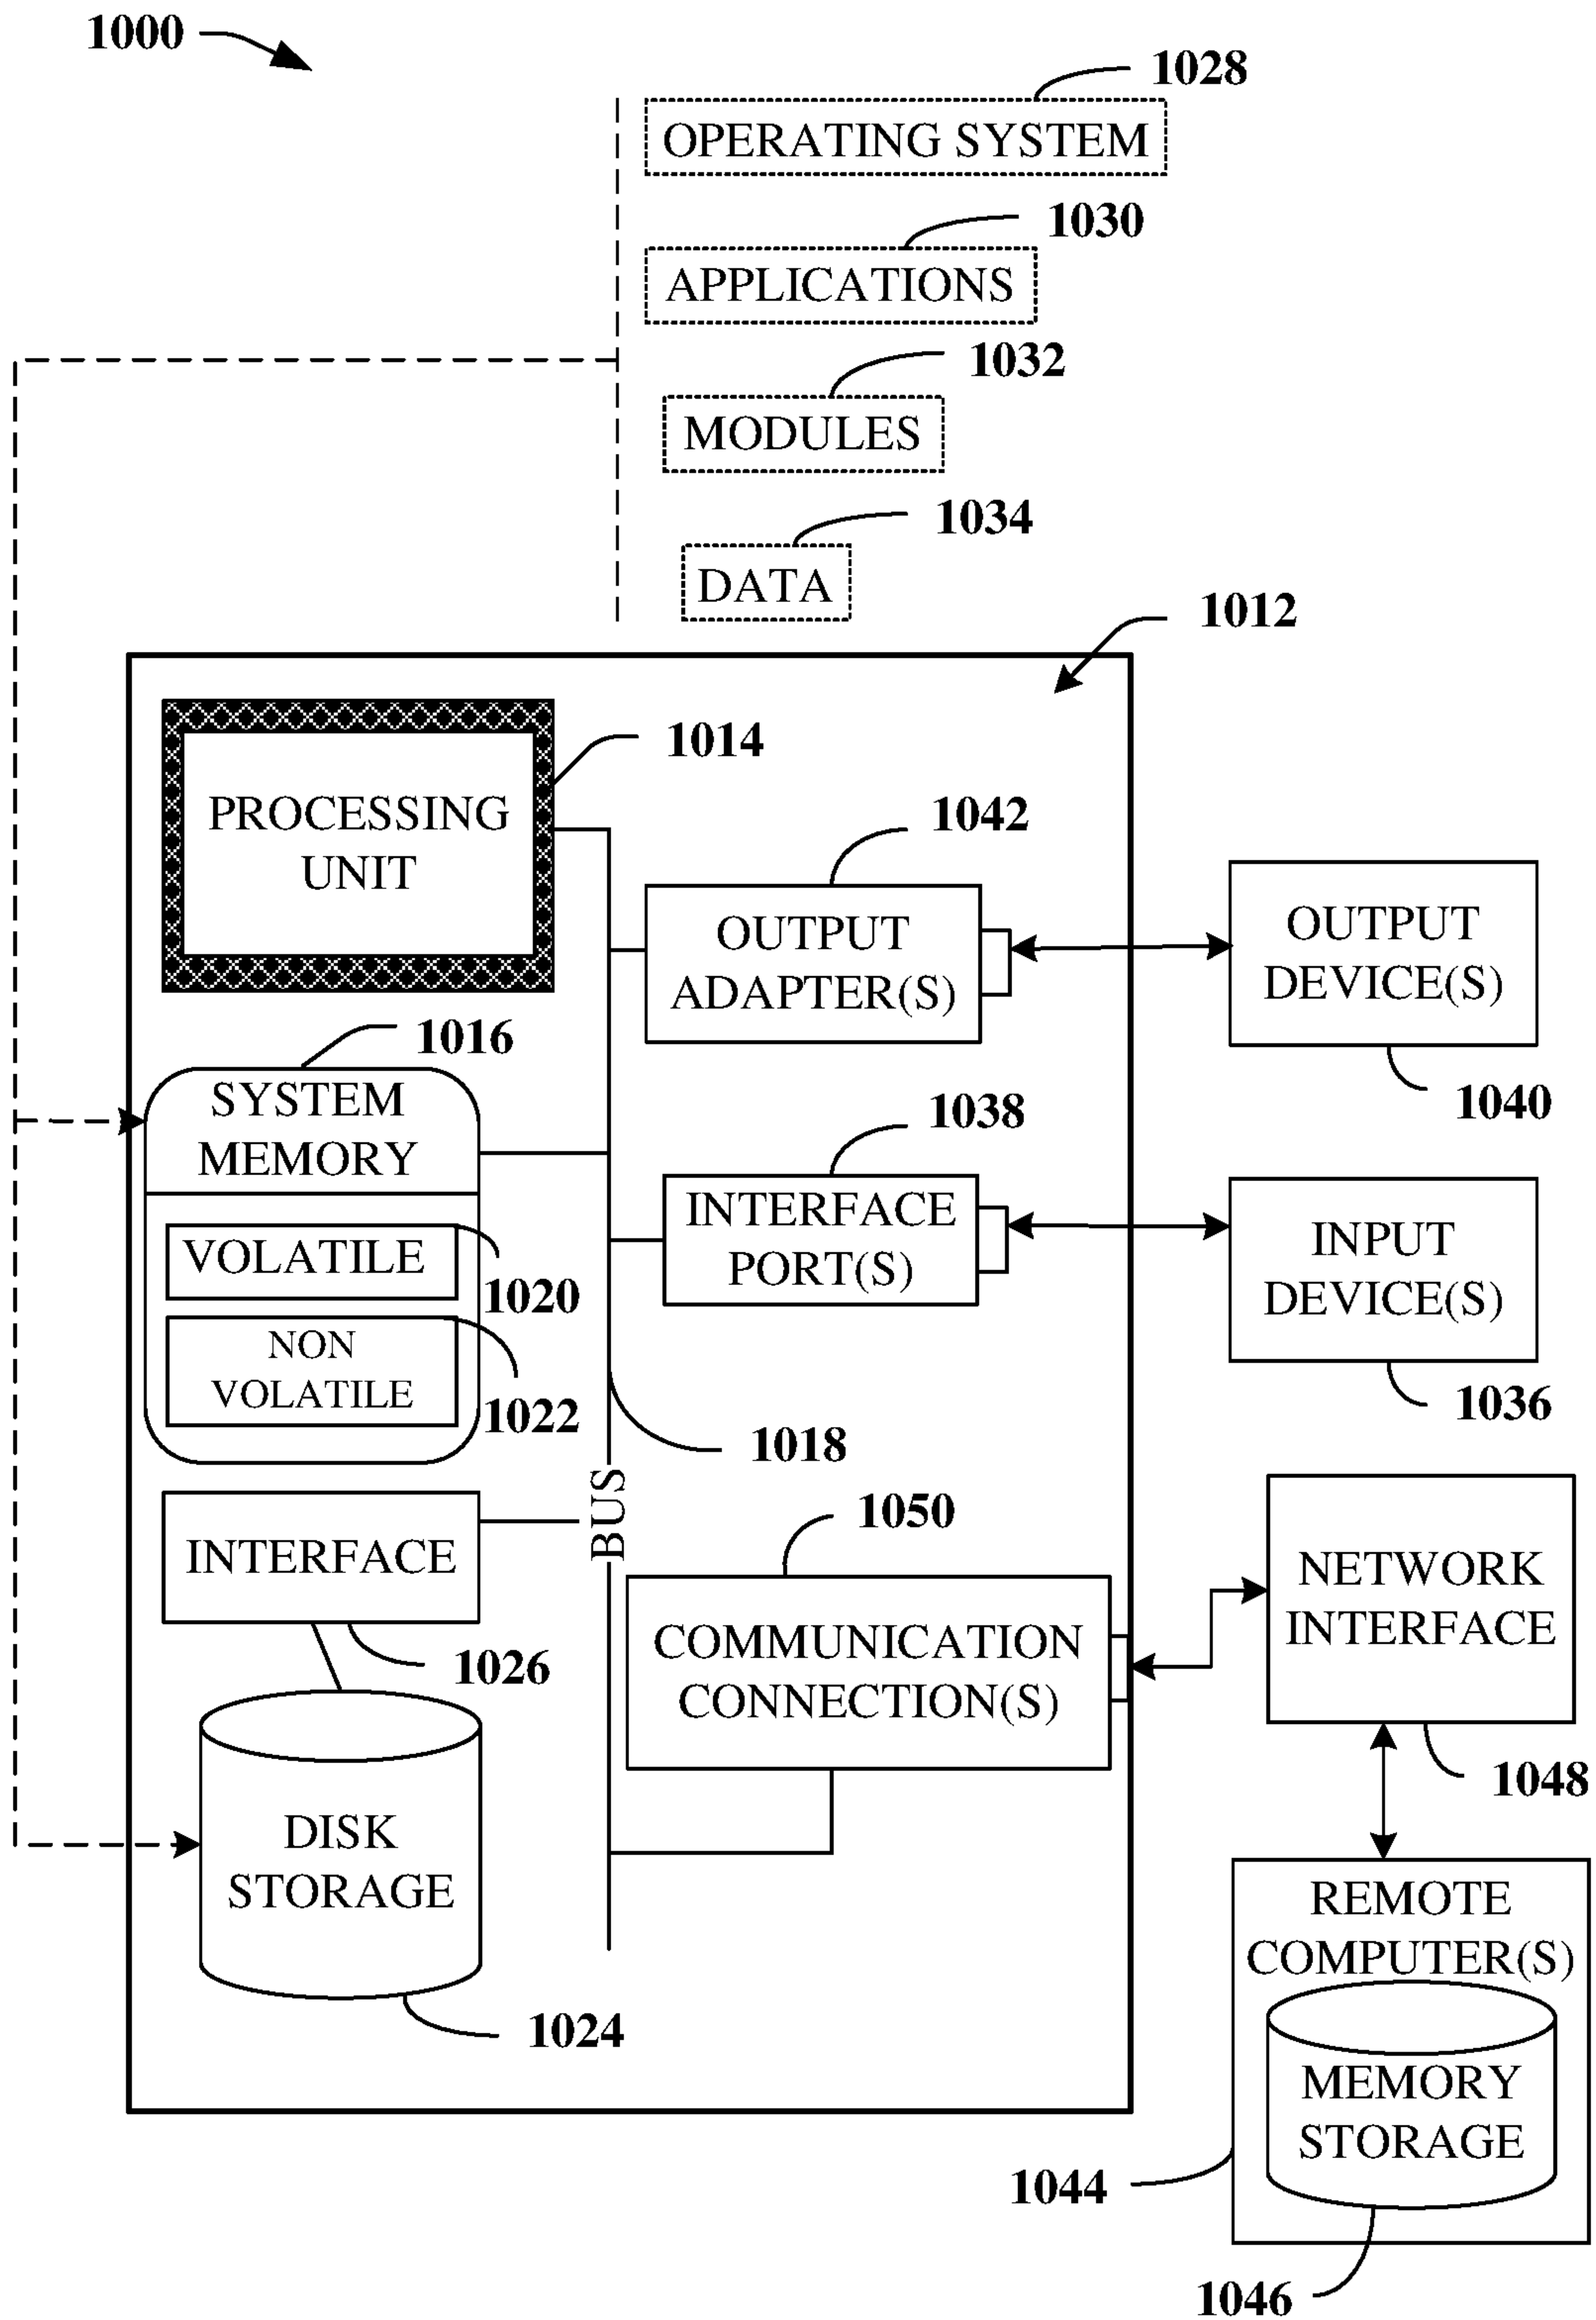 1000
1028
OPERATING SYSTEM
1030
APPLICATIONS
1032
MODULES
1034
DATA
1012
PROCESSING
UNIT
1014
1042
OUTPUT
ADAPTER(S)
OUTPUT
DEVICE(S)
1040
1016
SYSTEM
MEMORY
VOLATILE
1020
NON
VOLATILE
1022
1038
INTERFACE
PORT(S)
INPUT
DEVICE(S)
1036
1018
BUS
INTERFACE
1026
1050
COMMUNICATION
CONNECTION(S)
NETWORK
INTERFACE
1048
DISK
STORAGE
1024
REMOTE
COMPUTER(S)
MEMORY
STORAGE
1044
1046